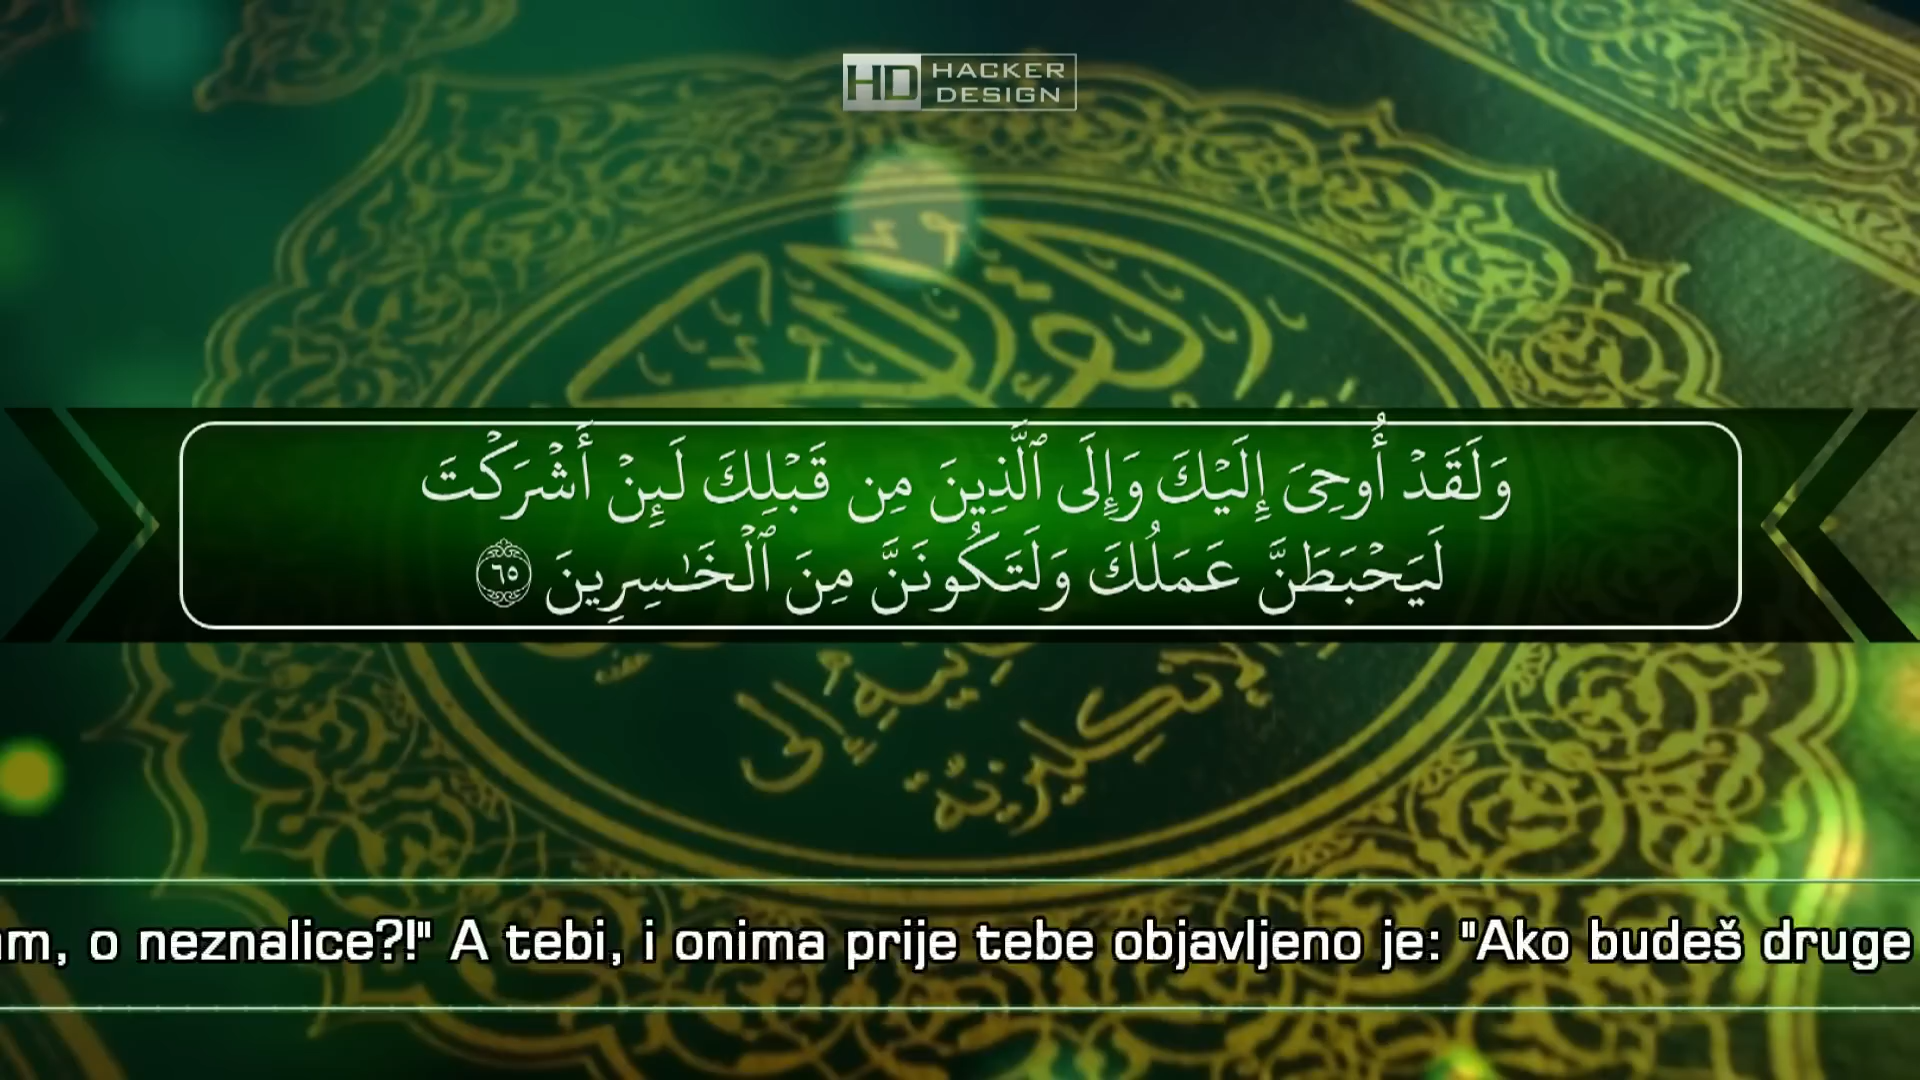 HD HACKER
DESIGN
وَلَقَدْ أُوحِىَ إِلَيْكَ وَإِلَى ٱلَّذِينَ مِن قَبْلِكَ لَئِنْ أَشْرَكْتَ
لَيَحْبَطَنَّ عَمَلُكَ وَلَتَكُونَنَّ مِنَ ٱلْخَـٰسِرِينَ ٦٥
o neznalice?!" A tebi, i onima prije tebe objavljeno je: "Ako budeš druge